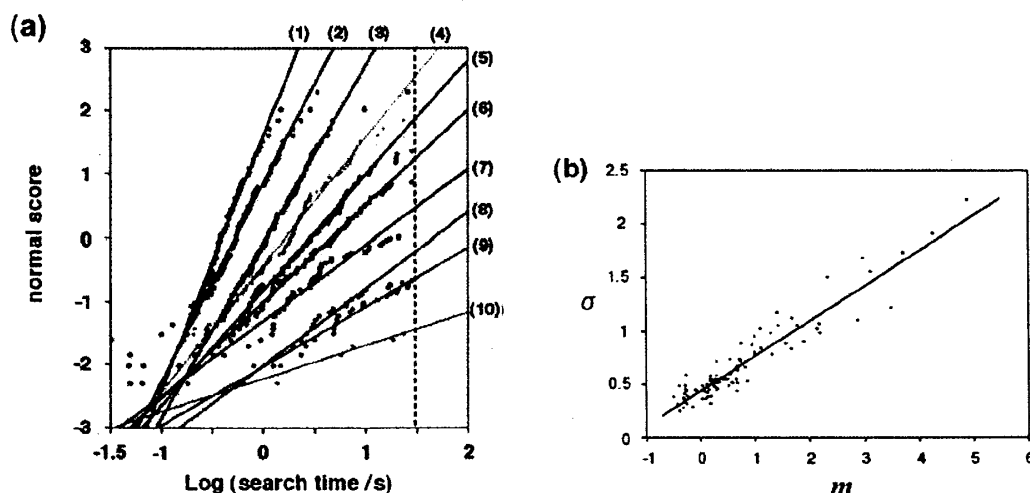 (a)
(1) (2) (3) (4)
3
2
1
0
-1
-2
-3
(5)
(6)
(7)
(8)
(9)
(10)
normal score
-1.5 -1 0 1 2
Log (search time /s)
(b)
2.5
2
1.5
1
0.5
0
σ
-1 0 1 2 3 4 5 6
m